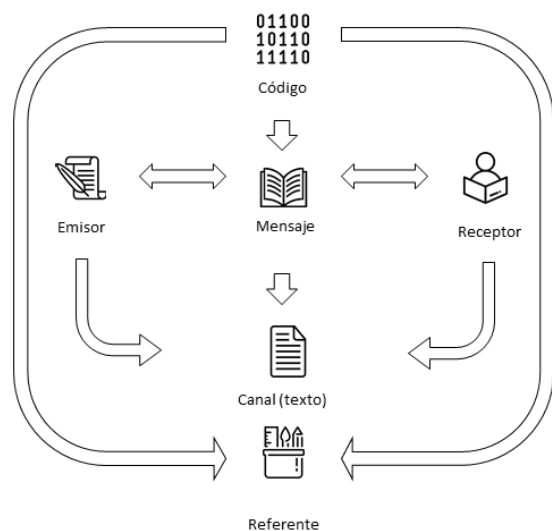 01100
10110
11110
Código
Emisor
Mensaje
Receptor
Canal (texto)
Referente